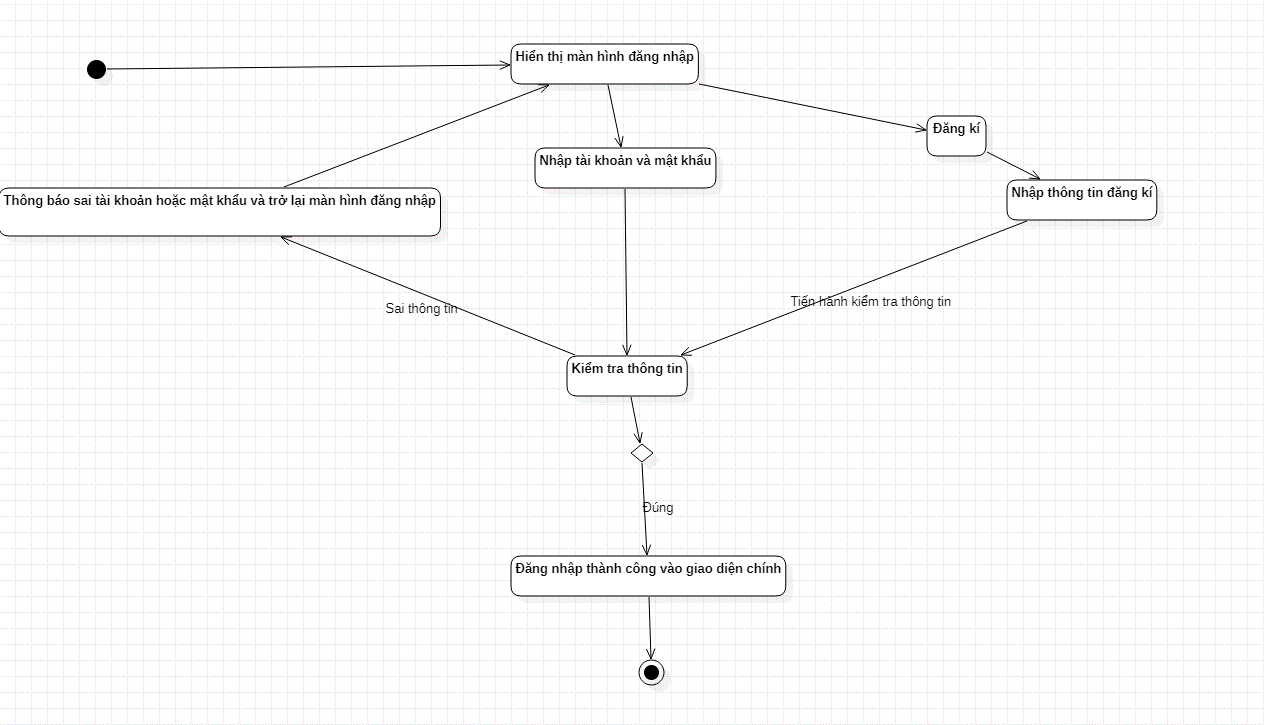 Hiển thị màn hình đăng nhập
Đăng kí
Nhập tài khoản và mật khẩu
Nhập thông tin đăng kí
Thông báo sai tài khoản hoặc mật khẩu và trở lại màn hình đăng nhập
Tiến hành kiểm tra thông tin
Sai thông tin
Kiểm tra thông tin
Đúng
Đăng nhập thành công vào giao diện chính